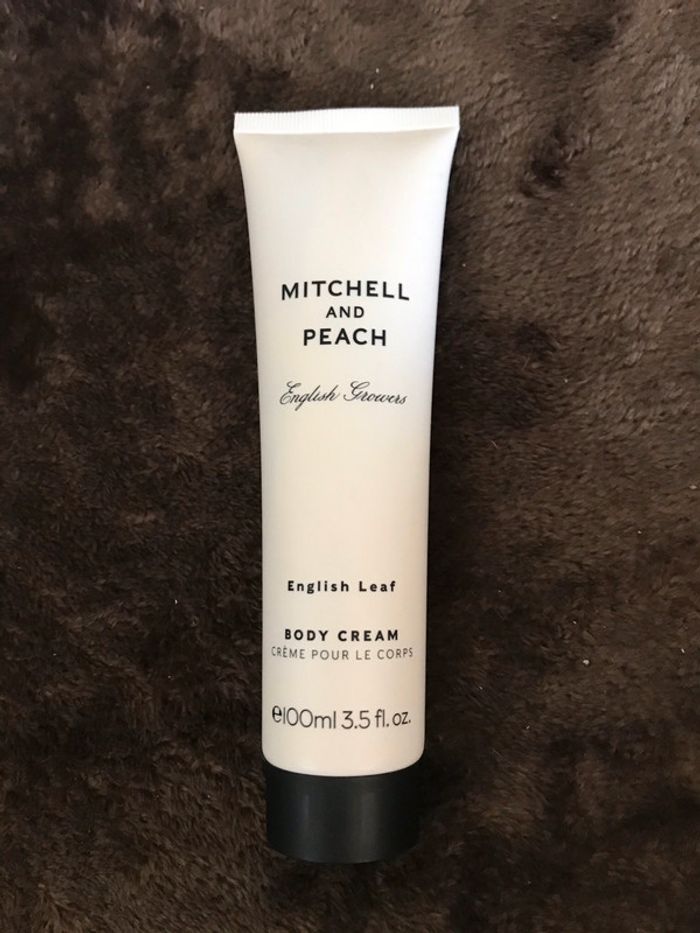 MITCHELL
AND
PEACH
English Growers
English Leaf
BODY CREAM
CRÈME POUR LE CORPS
℮100ml 3.5 fl. oz.